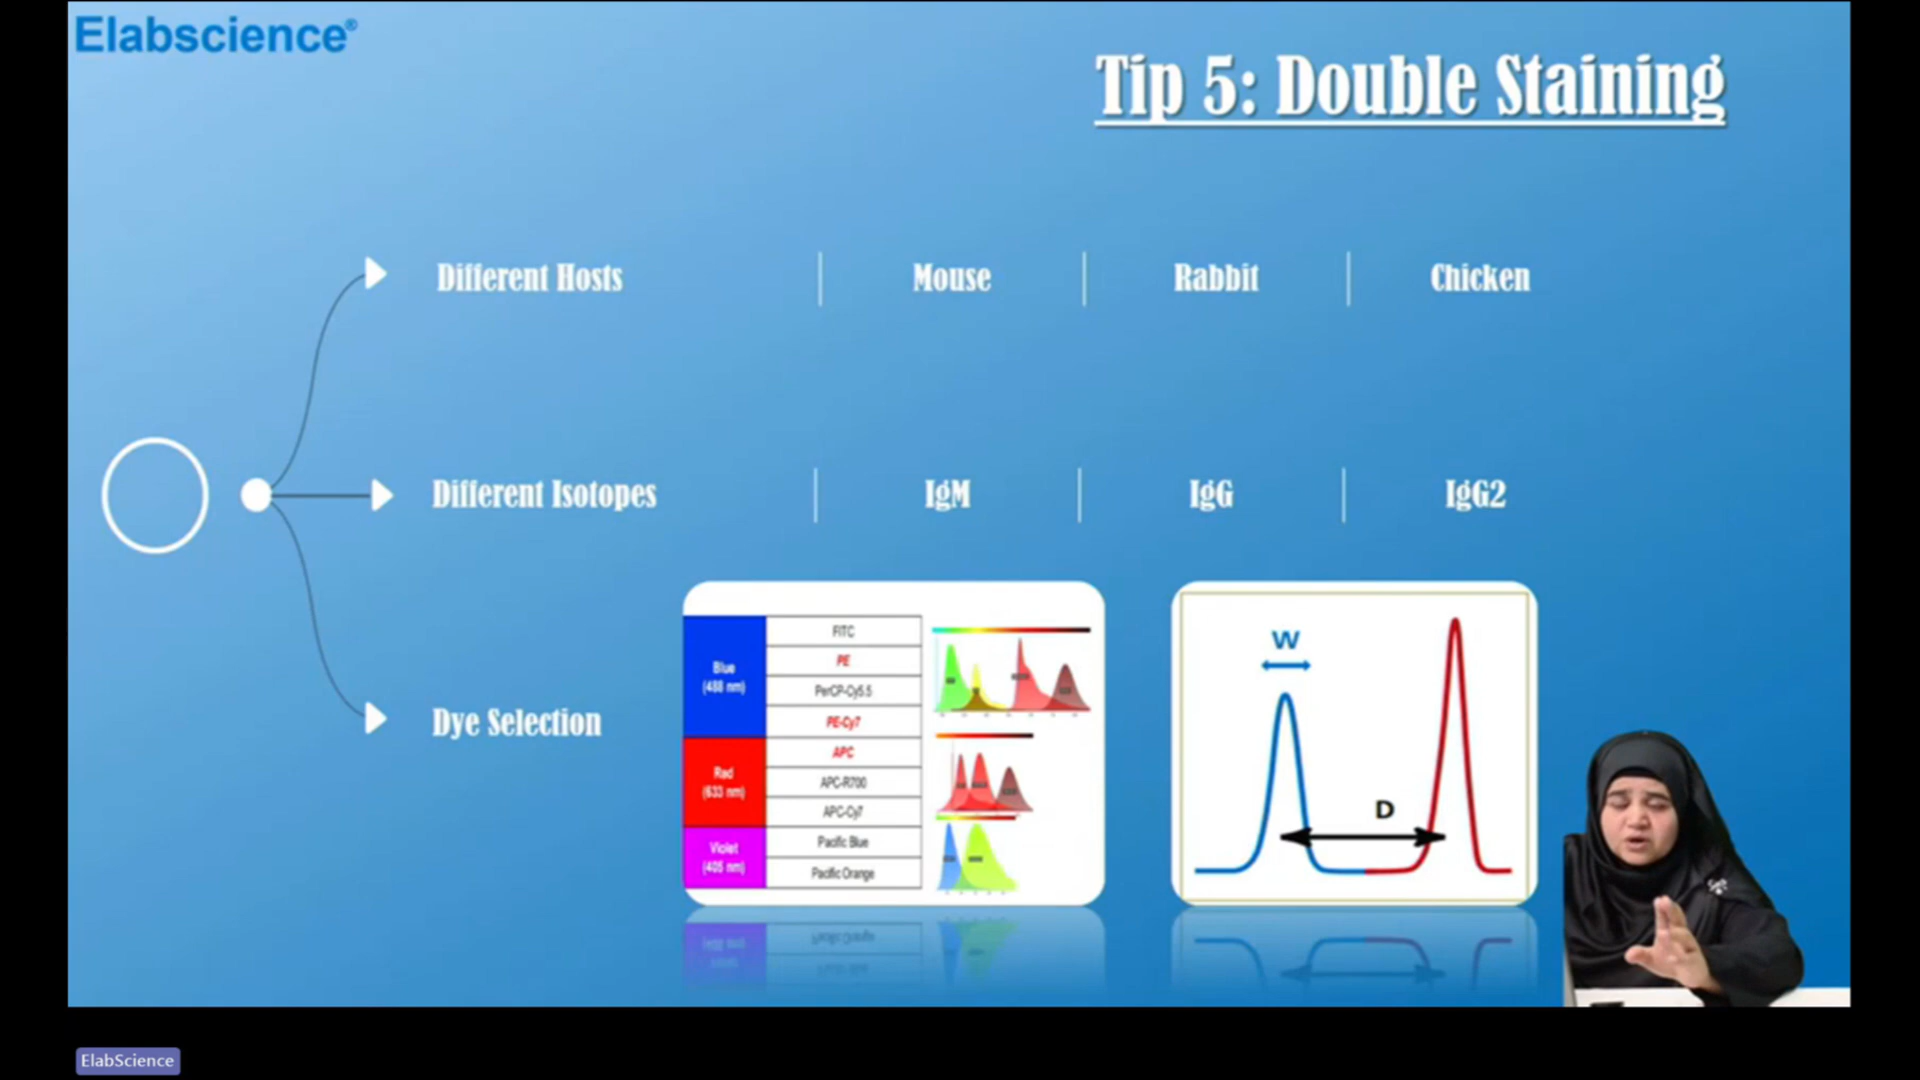 Elabscience®
Tip 5: Double Staining
Different Hosts
Mouse
Rabbit
Chicken
Different Isotopes
IgM
IgG
IgG2
Dye Selection
Blue
(488 nm)
FITC
PE
PerCP-Cy5.5
PE-Cy7
Red
(633 nm)
APC
APC-R700
APC-Cy7
Violet
(405 nm)
Pacific Blue
Pacific Orange
W
D
ElabScience